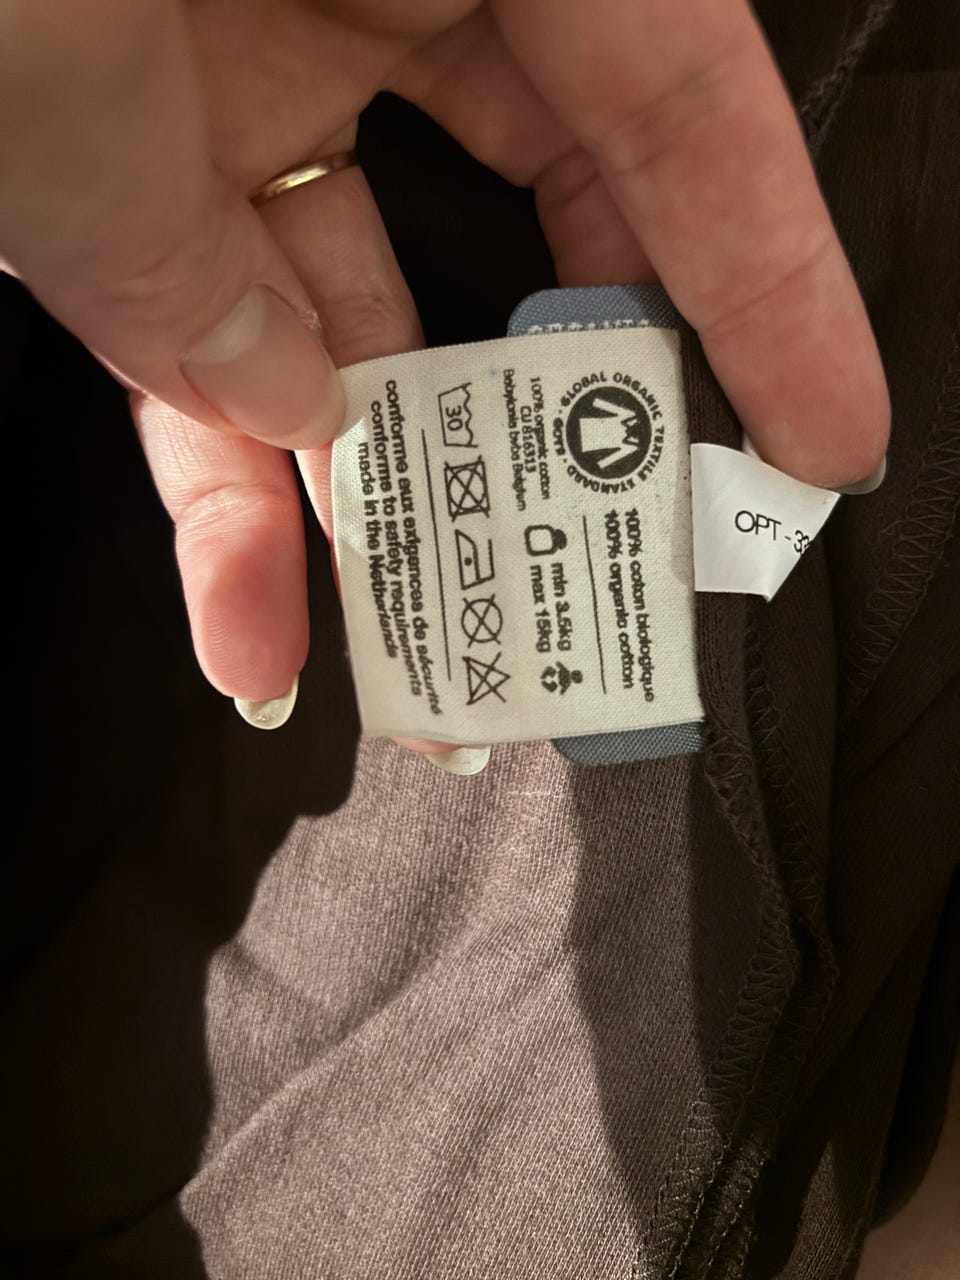 GLOBAL ORGANIC TEXTILE STANDARD · GOTS ·
100% organic cotton
CU 816313
Babylonia bvba Belgium
100% coton biologique
100% organic cotton
min 3.5kg
max 15kg
30
conforme aux exigences de sécurité
conforms to safety requirements
made in the Netherlands
OPT - 33